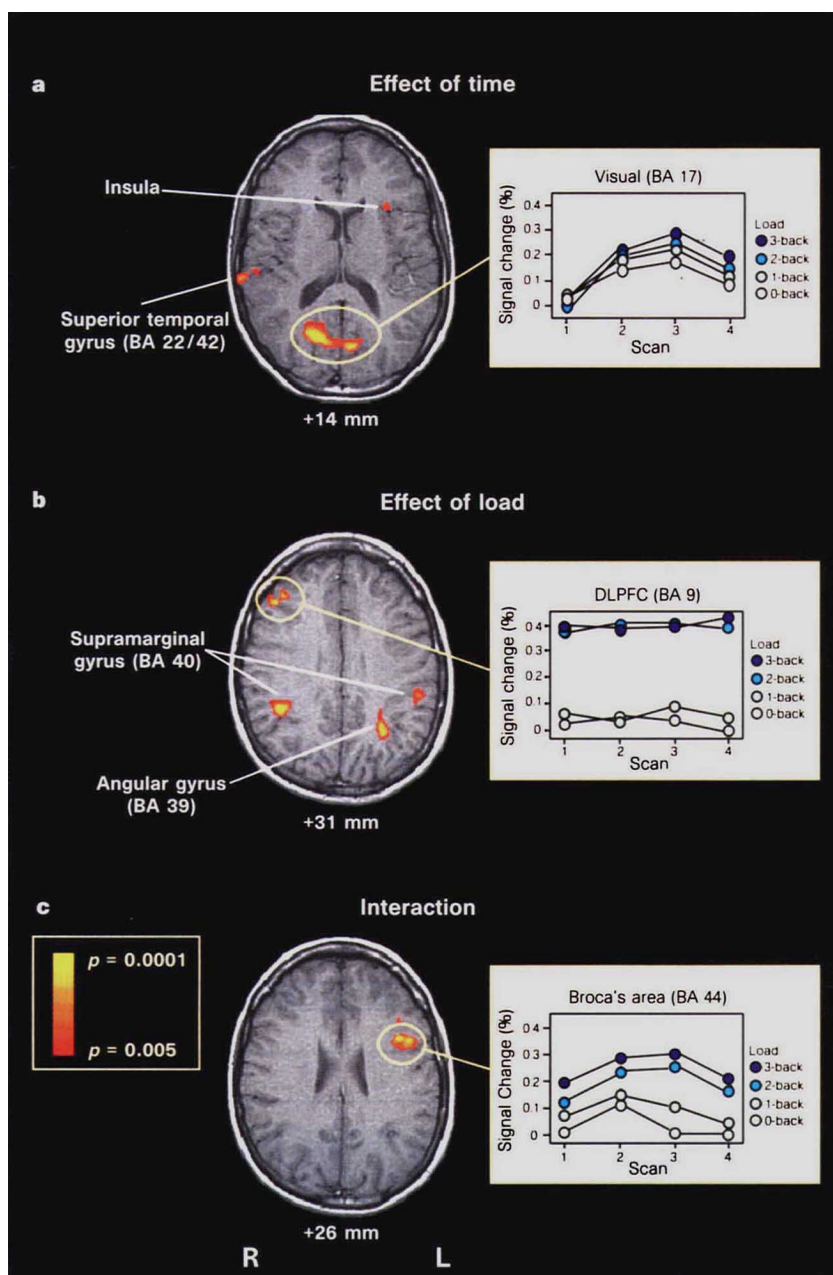 a
Effect of time
Insula
Superior temporal
gyrus (BA 22/42)
+14 mm
Visual (BA 17)
Signal change (%)
0.4
0.3
0.2
0.1
0
1
2
3
4
Scan
Load
3-back
2-back
1-back
0-back
b
Effect of load
Supramarginal
gyrus (BA 40)
Angular gyrus
(BA 39)
+31 mm
DLPFC (BA 9)
Signal change (%)
0.4
0.3
0.2
0.1
0
1
2
3
4
Scan
Load
3-back
2-back
1-back
0-back
c
Interaction
p = 0.0001
p = 0.005
+26 mm
R
L
Broca's area (BA 44)
Signal Change (%)
0.4
0.3
0.2
0.1
0
1
2
3
4
Scan
Load
3-back
2-back
1-back
0-back